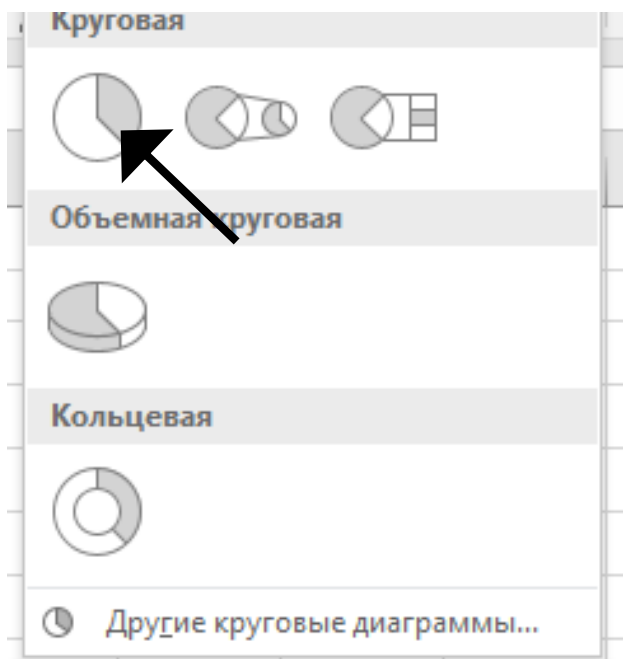 Круговая
Объемная круговая
Кольцевая
Другие круговые диаграммы...